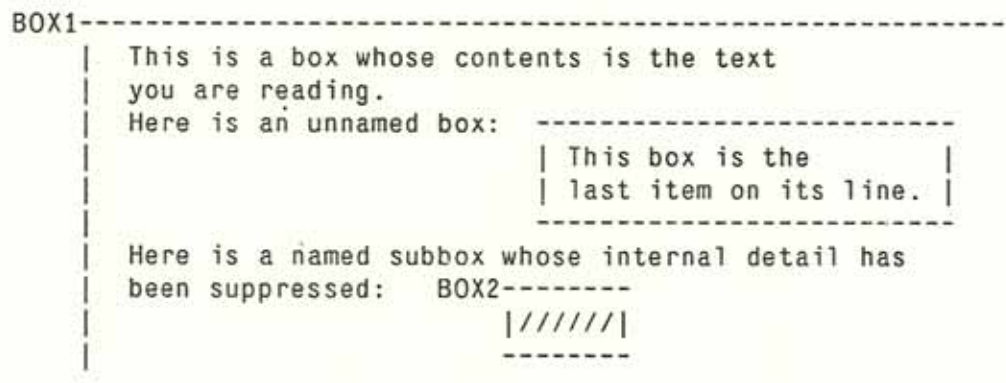 BOX1---------------------------------------------------------------------
| This is a box whose contents is the text
| you are reading.
| Here is an unnamed box: --------------------------
| | This box is the |
| | last item on its line. |
| --------------------------
| Here is a named subbox whose internal detail has
| been suppressed: BOX2--------
| |//////|
| --------